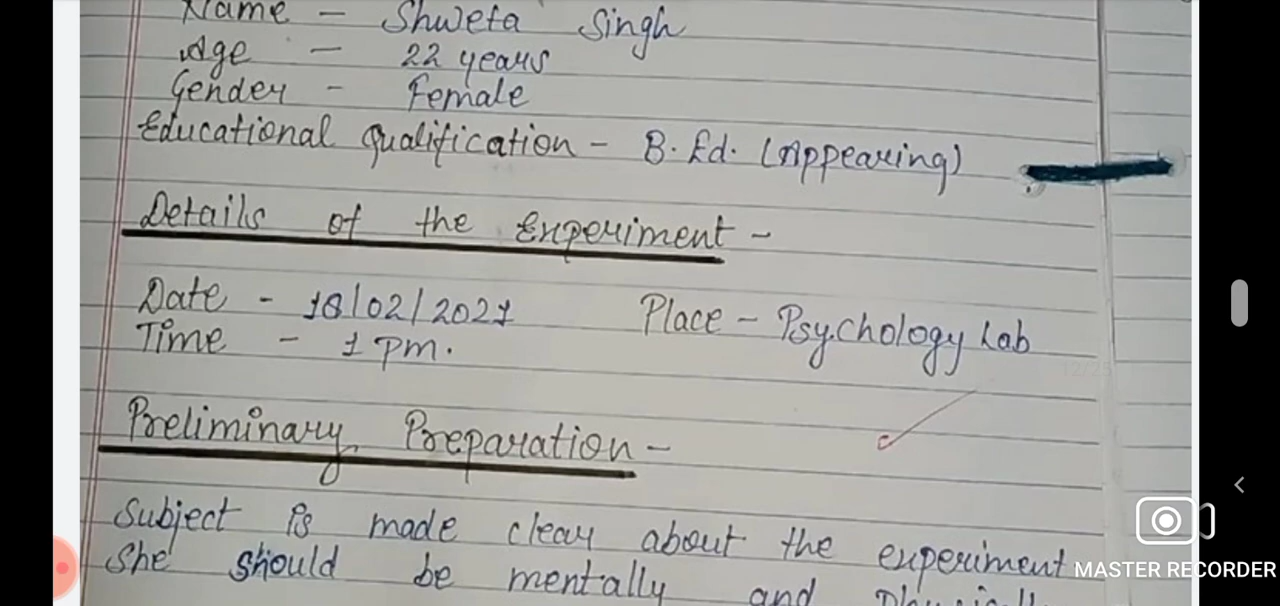 Name - Shweta Singh
Age - 22 years
Gender - Female
Educational Qualification - B.Ed. (Appearing)
Details of the Experiment -
Date - 18/02/2021 Place - Psychology Lab
Time - 1 pm.
Preliminary Preparation -
Subject is made clear about the experiment
She should be mentally and
MASTER RECORDER